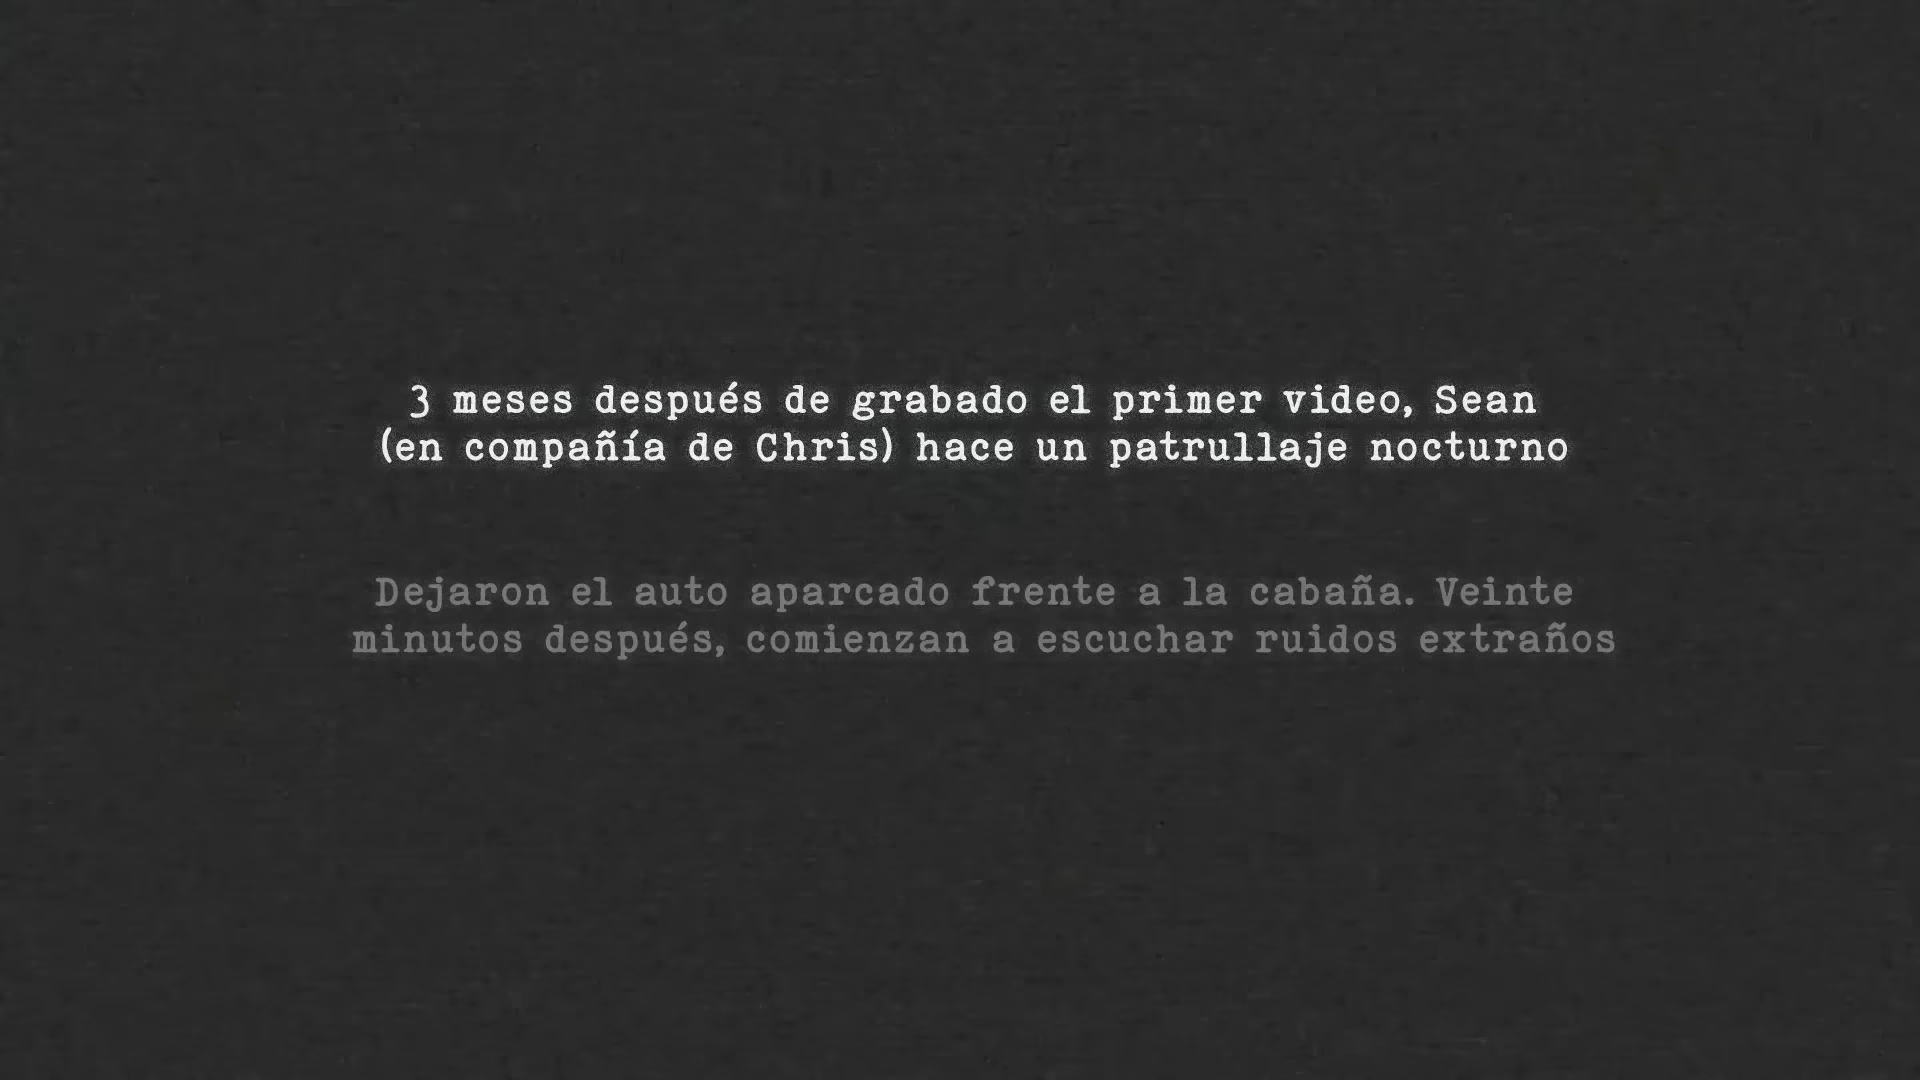 3 meses después de grabado el primer video, Sean
(en compañía de Chris) hace un patrullaje nocturno
Dejaron el auto aparcado frente a la cabaña. Veinte
minutos después, comienzan a escuchar ruidos extraños